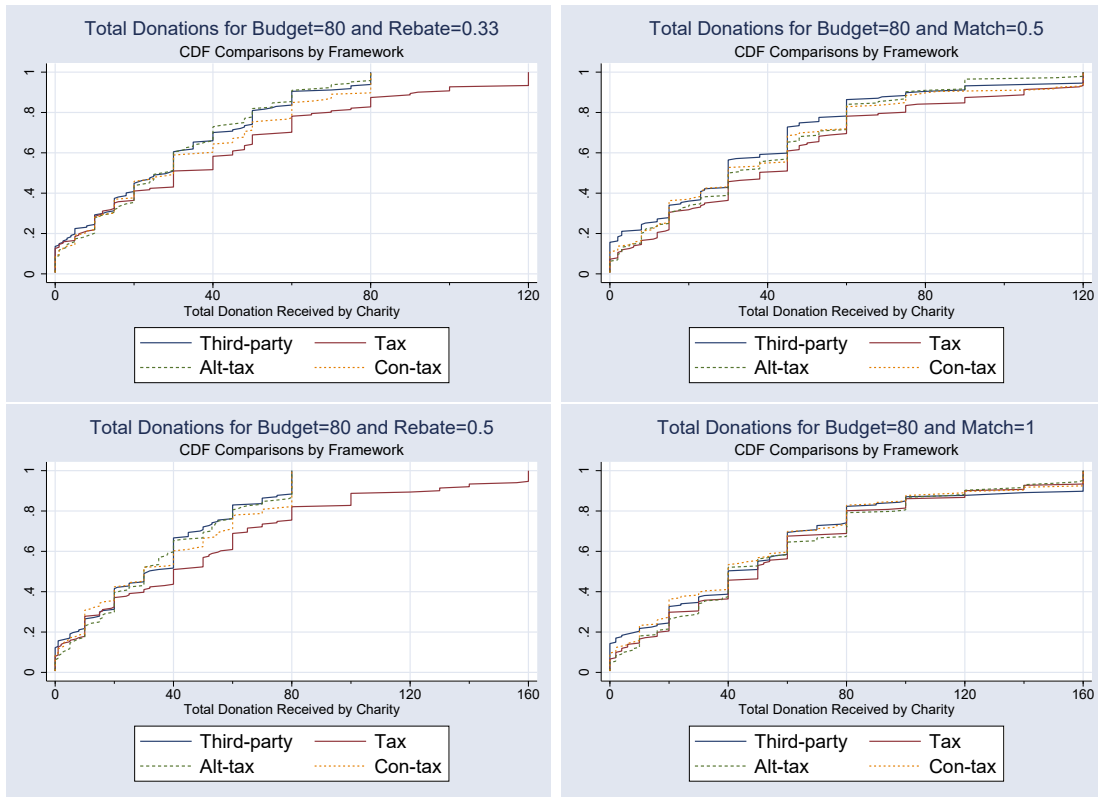 Total Donations for Budget=80 and Rebate=0.33
CDF Comparisons by Framework
1
.8
.6
.4
.2
0
0 40 80 120
Total Donation Received by Charity
Third-party Tax
Alt-tax Con-tax
Total Donations for Budget=80 and Match=0.5
CDF Comparisons by Framework
1
.8
.6
.4
.2
0
0 40 80 120
Total Donation Received by Charity
Third-party Tax
Alt-tax Con-tax
Total Donations for Budget=80 and Rebate=0.5
CDF Comparisons by Framework
1
.8
.6
.4
.2
0
0 40 80 120 160
Total Donation Received by Charity
Third-party Tax
Alt-tax Con-tax
Total Donations for Budget=80 and Match=1
CDF Comparisons by Framework
1
.8
.6
.4
.2
0
0 40 80 120 160
Total Donation Received by Charity
Third-party Tax
Alt-tax Con-tax